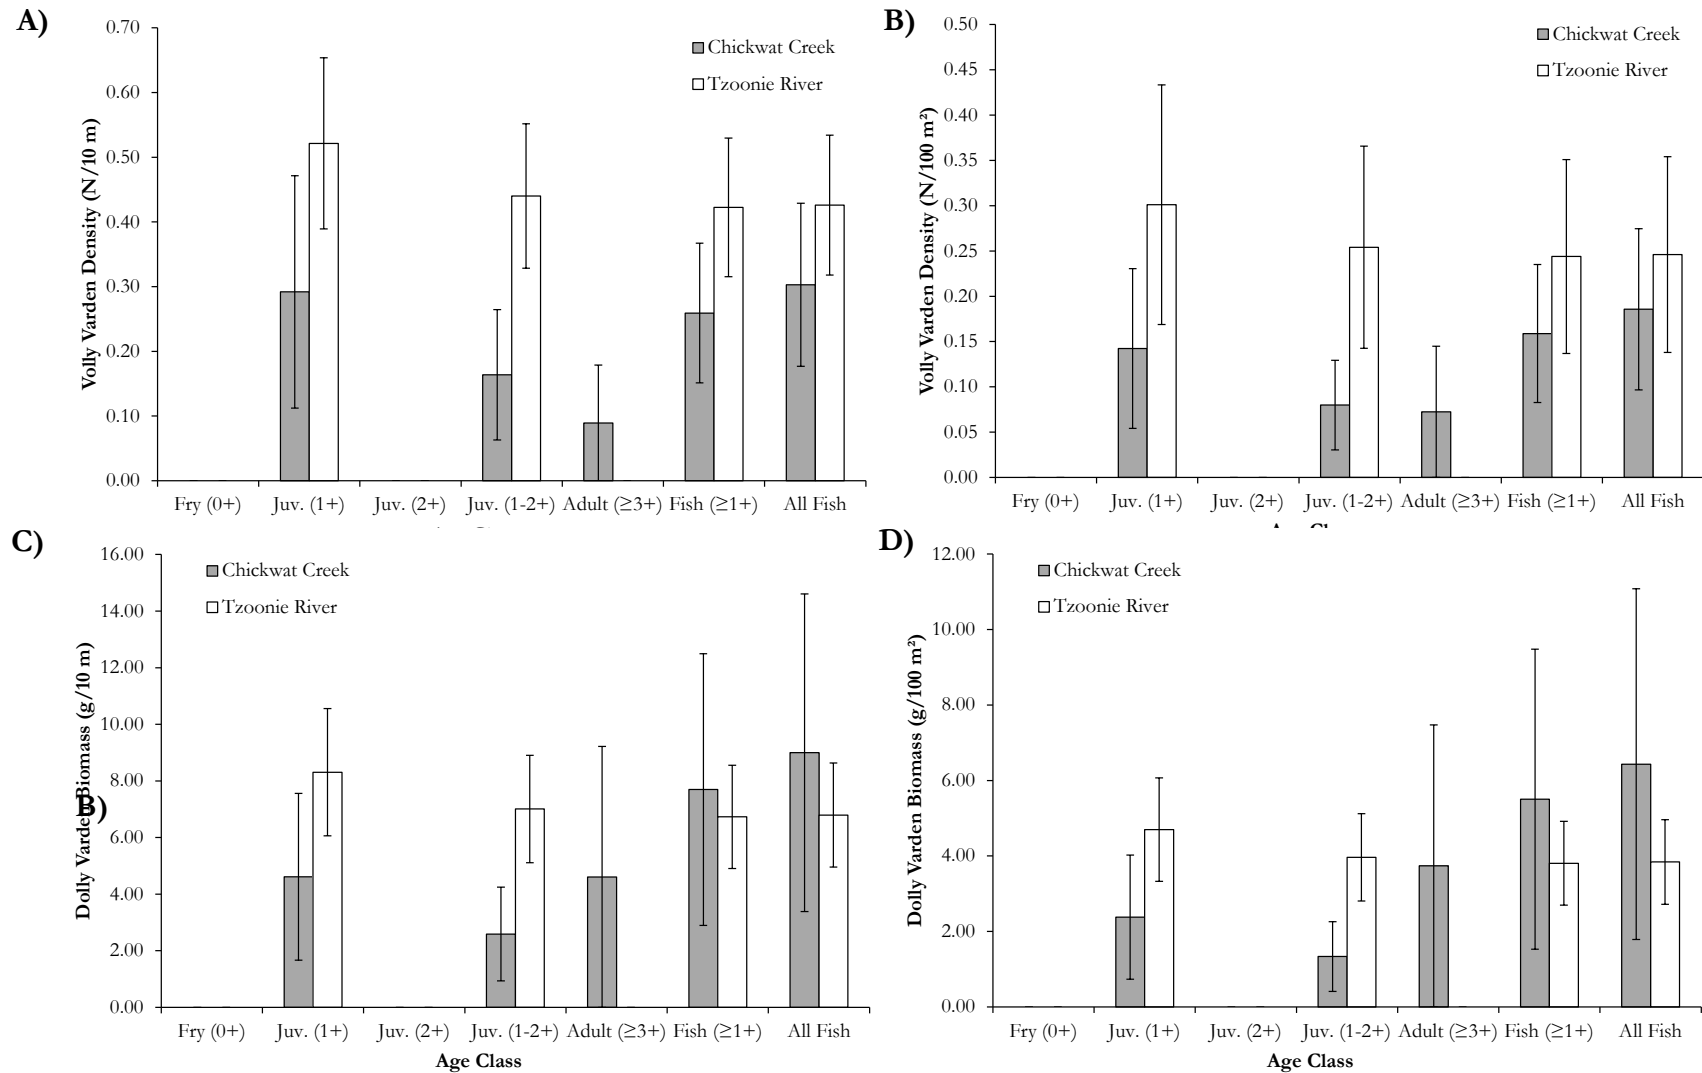 A)
Volly Varden Density (N/10 m)
0.70
0.60
0.50
0.40
0.30
0.20
0.10
0.00
Chickwat Creek
Tzoonie River
Fry (0+) Juv. (1+) Juv. (2+) Juv. (1-2+) Adult (≥3+) Fish (≥1+) All Fish
B)
Volly Varden Density (N/100 m²)
0.50
0.45
0.40
0.35
0.30
0.25
0.20
0.15
0.10
0.05
0.00
Chickwat Creek
Tzoonie River
Fry (0+) Juv. (1+) Juv. (2+) Juv. (1-2+) Adult (≥3+) Fish (≥1+) All Fish
C)
Dolly Varden Biomass (g/10 m)
B)
16.00
14.00
12.00
10.00
8.00
6.00
4.00
2.00
0.00
Chickwat Creek
Tzoonie River
Fry (0+) Juv. (1+) Juv. (2+) Juv. (1-2+) Adult (≥3+) Fish (≥1+) All Fish
Age Class
D)
Dolly Varden Biomass (g/100 m²)
12.00
10.00
8.00
6.00
4.00
2.00
0.00
Chickwat Creek
Tzoonie River
Fry (0+) Juv. (1+) Juv. (2+) Juv. (1-2+) Adult (≥3+) Fish (≥1+) All Fish
Age Class